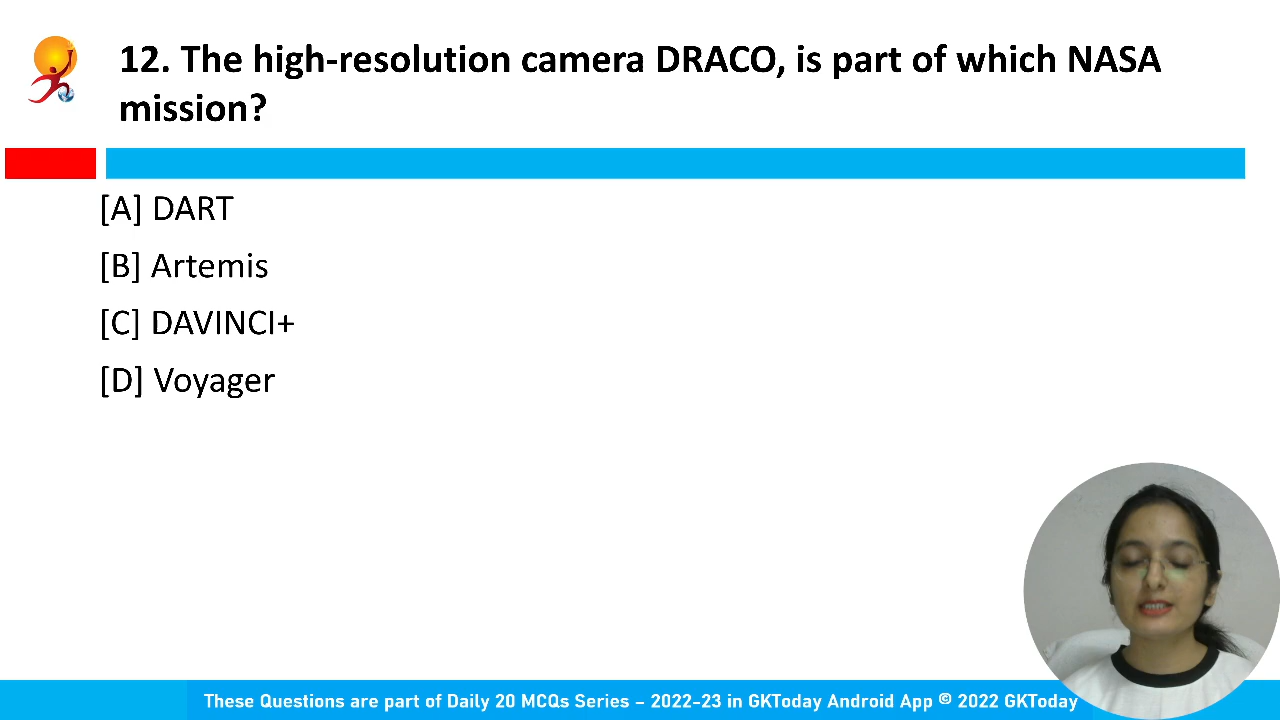 12. The high-resolution camera DRACO, is part of which NASA
mission?
[A] DART
[B] Artemis
[C] DAVINCI+
[D] Voyager
These Questions are part of Daily 20 MCQs Series – 2022-23 in GKToday Android App © 2022 GKToday